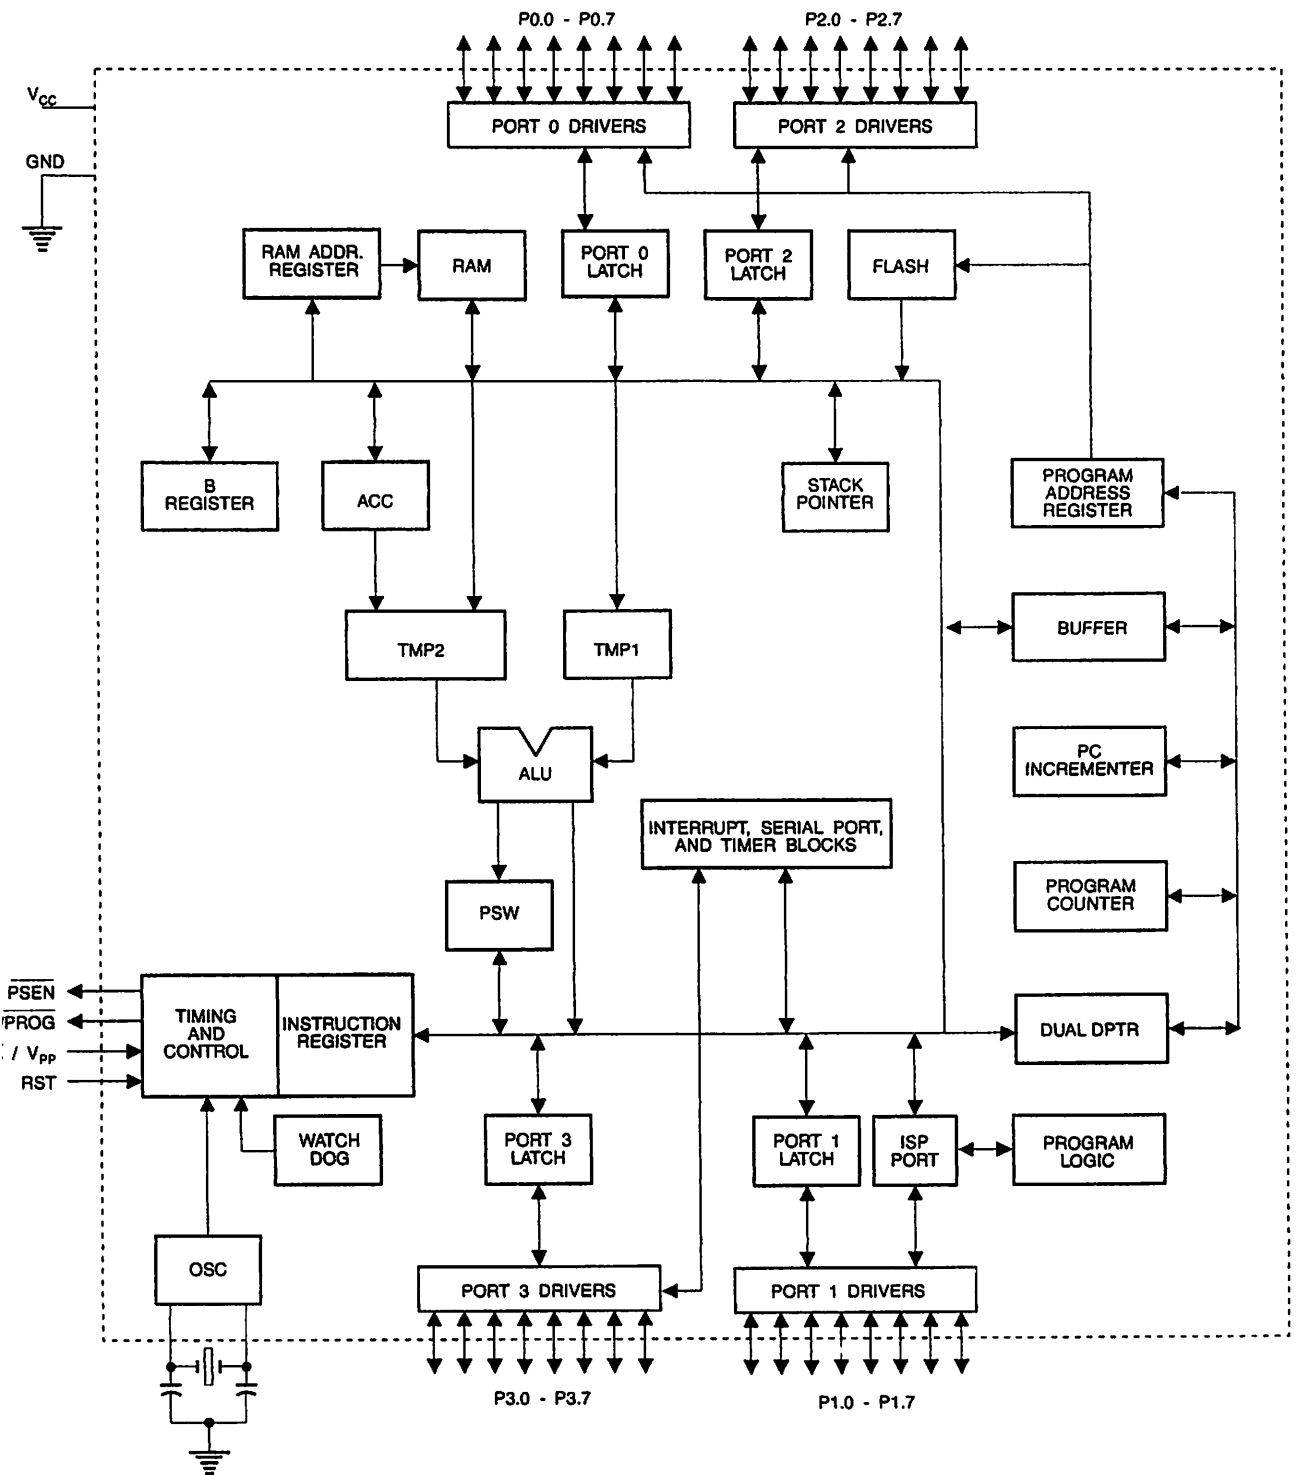 P0.0 - P0.7
P2.0 - P2.7
VCC
PORT 0 DRIVERS
PORT 2 DRIVERS
GND
RAM ADDR.
REGISTER
RAM
PORT 0
LATCH
PORT 2
LATCH
FLASH
B
REGISTER
ACC
STACK
POINTER
PROGRAM
ADDRESS
REGISTER
BUFFER
TMP2
TMP1
PC
INCREMENTER
ALU
INTERRUPT, SERIAL PORT,
AND TIMER BLOCKS
PROGRAM
COUNTER
PSW
PSEN
/PROG
/ VPP
RST
TIMING
AND
CONTROL
INSTRUCTION
REGISTER
DUAL DPTR
WATCH
DOG
PORT 3
LATCH
PORT 1
LATCH
ISP
PORT
PROGRAM
LOGIC
OSC
PORT 3 DRIVERS
PORT 1 DRIVERS
P3.0 - P3.7
P1.0 - P1.7